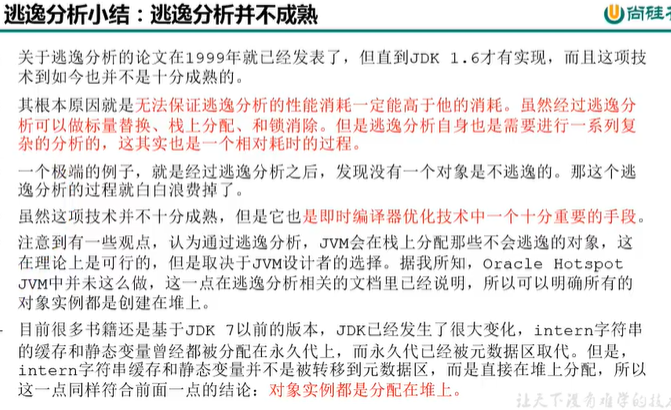 逃逸分析小结：逃逸分析并不成熟
尚硅
关于逃逸分析的论文在1999年就已经发表了，但直到JDK 1.6才有实现，而且这项技
术到如今也并不是十分成熟的。
其根本原因就是无法保证逃逸分析的性能消耗一定能高于他的消耗。虽然经过逃逸分
析可以做标量替换、栈上分配、和锁消除。但是逃逸分析自身也是需要进行一系列复
杂的分析的，这其实也是一个相对耗时的过程。
一个极端的例子，就是经过逃逸分析之后，发现没有一个对象是不逃逸的。那这个逃
逸分析的过程就白白浪费掉了。
虽然这项技术并不十分成熟，但是它也是即时编译器优化技术中一个十分重要的手段。
注意到有一些观点，认为通过逃逸分析，JVM会在栈上分配那些不会逃逸的对象，这
在理论上是可行的，但是取决于JVM设计者的选择。据我所知，Oracle Hotspot
JVM中并未这么做，这一点在逃逸分析相关的文档里已经说明，所以可以明确所有的
对象实例都是创建在堆上。
目前很多书籍还是基于JDK 7以前的版本，JDK已经发生了很大变化，intern字符串
的缓存和静态变量曾经都被分配在永久代上，而永久代已经被元数据区取代。但是，
intern字符串缓存和静态变量并不是被转移到元数据区，而是直接在堆上分配，所以
这一点同样符合前面一点的结论：对象实例都是分配在堆上。
让天下没有难学的技